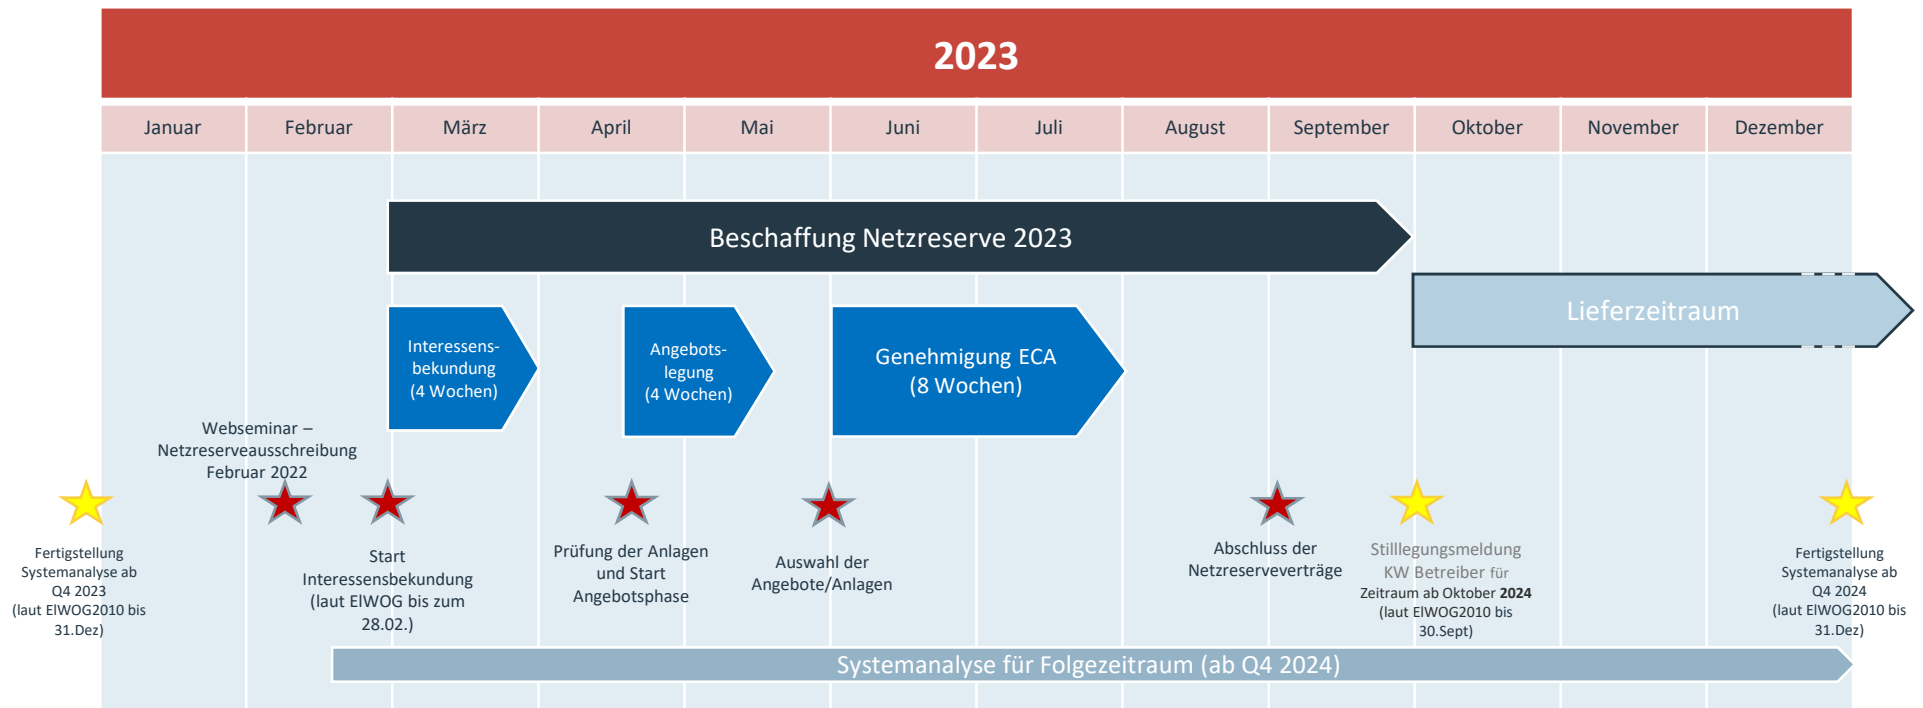 2023
Januar
Februar
März
April
Mai
Juni
Juli
August
September
Oktober
November
Dezember
Beschaffung Netzreserve 2023
Lieferzeitraum
Interessens-
bekundung
(4 Wochen)
Angebots-
legung
(4 Wochen)
Genehmigung ECA
(8 Wochen)
Webseminar –
Netzreserveausschreibung
Februar 2022
Fertigstellung
Systemanalyse ab
Q4 2023
(laut ElWOG2010 bis
31.Dez)
Start
Interessensbekundung
(laut ElWOG bis zum
28.02.)
Prüfung der Anlagen
und Start
Angebotsphase
Auswahl der
Angebote/Anlagen
Abschluss der
Netzreserveverträge
Stilllegungsmeldung
KW Betreiber für
Zeitraum ab Oktober 2024
(laut ElWOG2010 bis
30.Sept)
Fertigstellung
Systemanalyse ab
Q4 2024
(laut ElWOG2010 bis
31.Dez)
Systemanalyse für Folgezeitraum (ab Q4 2024)